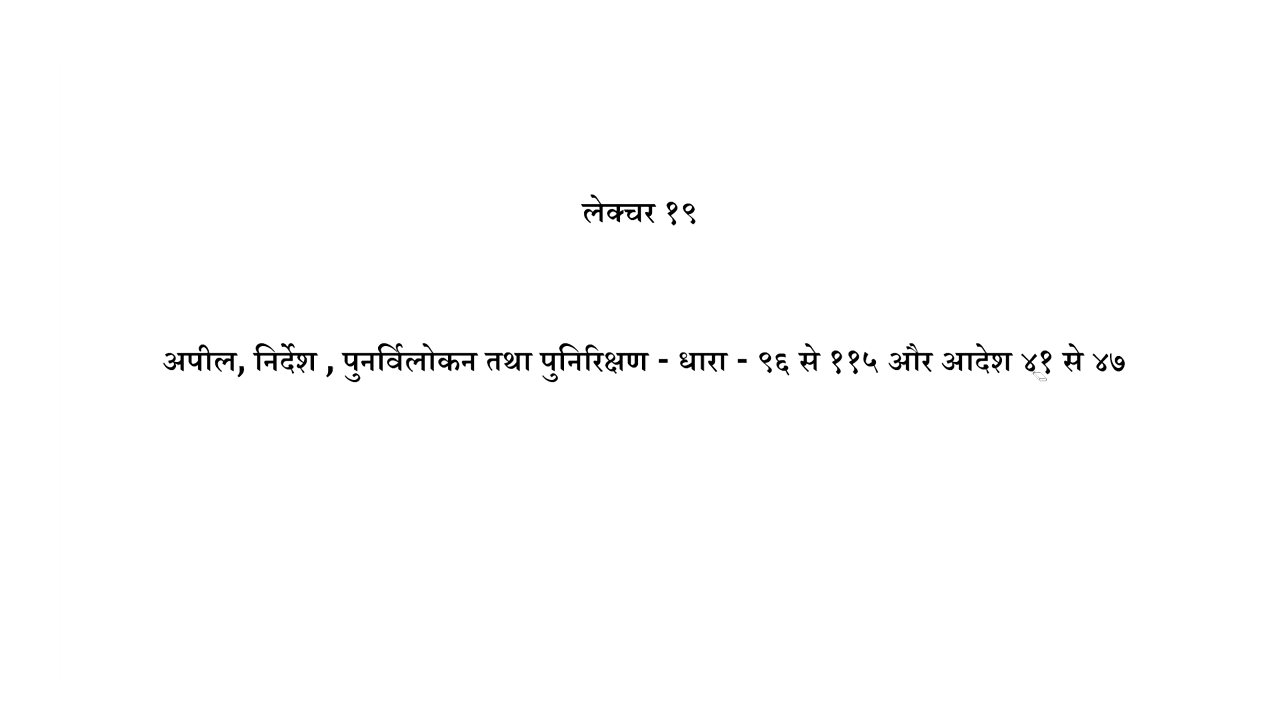 लेक्चर १९
अपील, निर्देश , पुनर्विलोकन तथा पुनिरिक्षण - धारा - ९६ से ११५ और आदेश ४१ से ४७